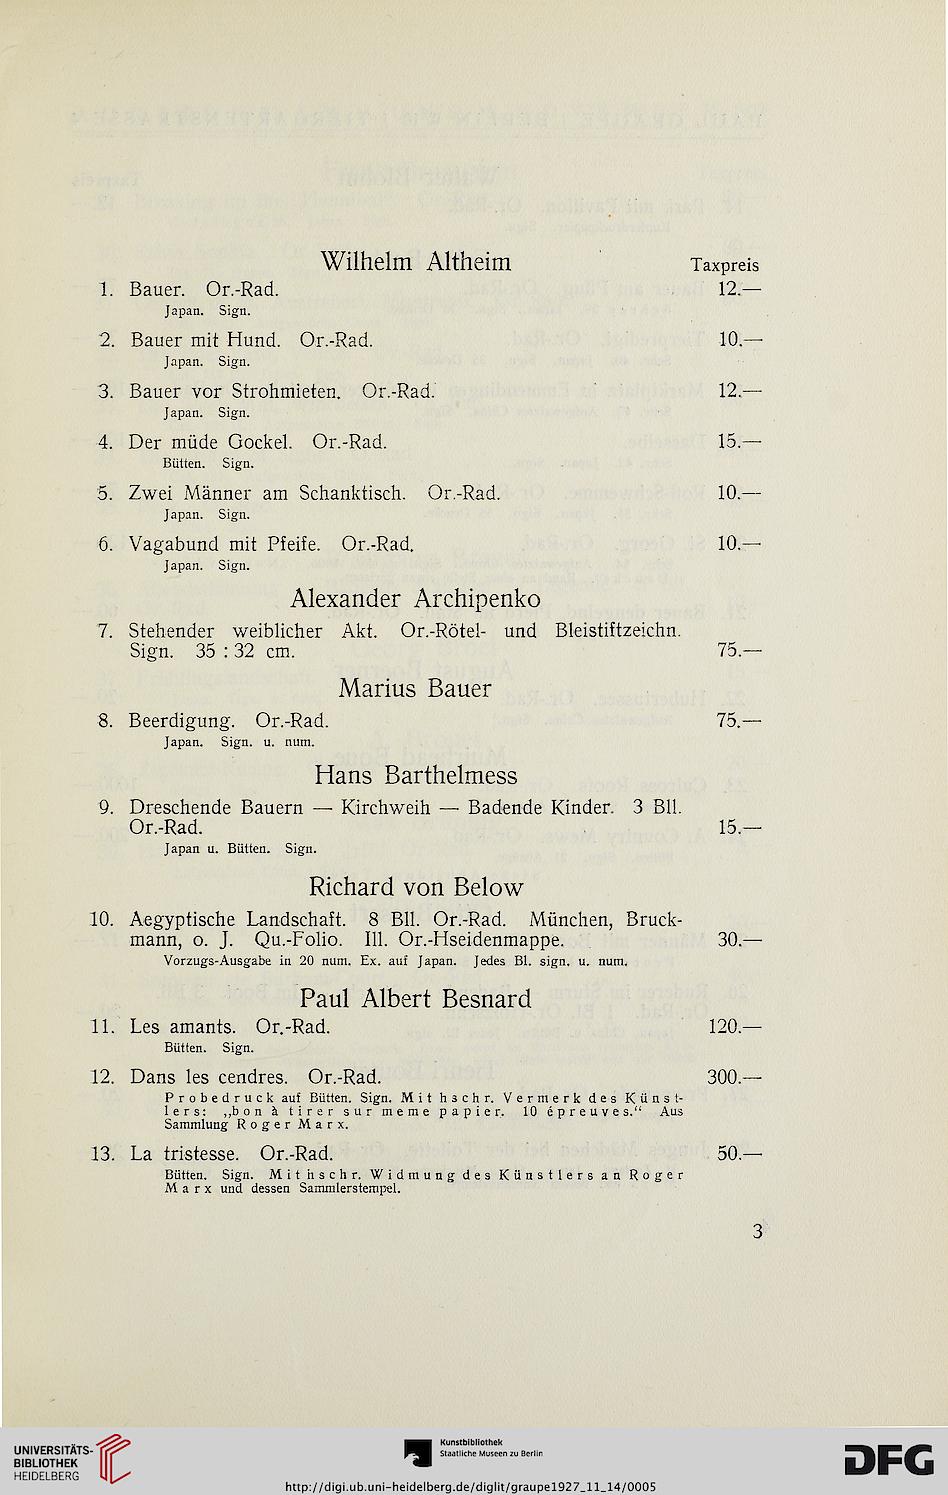 Wilhelm Altheim Taxpreis
1. Bauer. Or.-Rad. 12.—
Japan. Sign.
2. Bauer mit Hund. Or.-Rad. 10.—
Japan. Sign.
3. Bauer vor Strohmieten. Or.-Rad. 12.—
Japan. Sign.
4. Der müde Gockel. Or.-Rad. 15.—
Bütten. Sign.
5. Zwei Männer am Schanktisch. Or.-Rad. 10.—
Japan. Sign.
6. Vagabund mit Pfeife. Or.-Rad. 10.—
Japan. Sign.
Alexander Archipenko
7. Stehender weiblicher Akt. Or.-Rötel- und Bleistiftzeichn.
Sign. 35 : 32 cm. 75.—
Marius Bauer
8. Beerdigung. Or.-Rad. 75.—
Japan. Sign. u. num.
Hans Barthelmess
9. Dreschende Bauern — Kirchweih — Badende Kinder. 3 Bll.
Or.-Rad. 15.—
Japan u. Bütten. Sign.
Richard von Below
10. Aegyptische Landschaft. 8 Bll. Or.-Rad. München, Bruck-
mann, o. J. Qu.-Folio. Ill. Or.-Hseidenmappe. 30.—
Vorzugs-Ausgabe in 20 num. Ex. auf Japan. Jedes Bl. sign. u. num.
Paul Albert Besnard
11. Les amants. Or.-Rad. 120.—
Bütten. Sign.
12. Dans les cendres. Or.-Rad. 300.—
Probedruck auf Bütten. Sign. Mit hschr. Vermerk des Künst-
lers: „bon à tirer sur meme papier. 10 épreuves.“ Aus
Sammlung Roger Marx.
13. La tristesse. Or.-Rad. 50.—
Bütten. Sign. Mit hschr. Widmung des Künstlers an Roger
Marx und dessen Sammlerstempel.
3
UNIVERSITÄTS-
BIBLIOTHEK
HEIDELBERG
Kunstbibliothek
Staatliche Museen zu Berlin
http://digi.ub.uni-heidelberg.de/diglit/graupe1927_11_14/0005
DFG